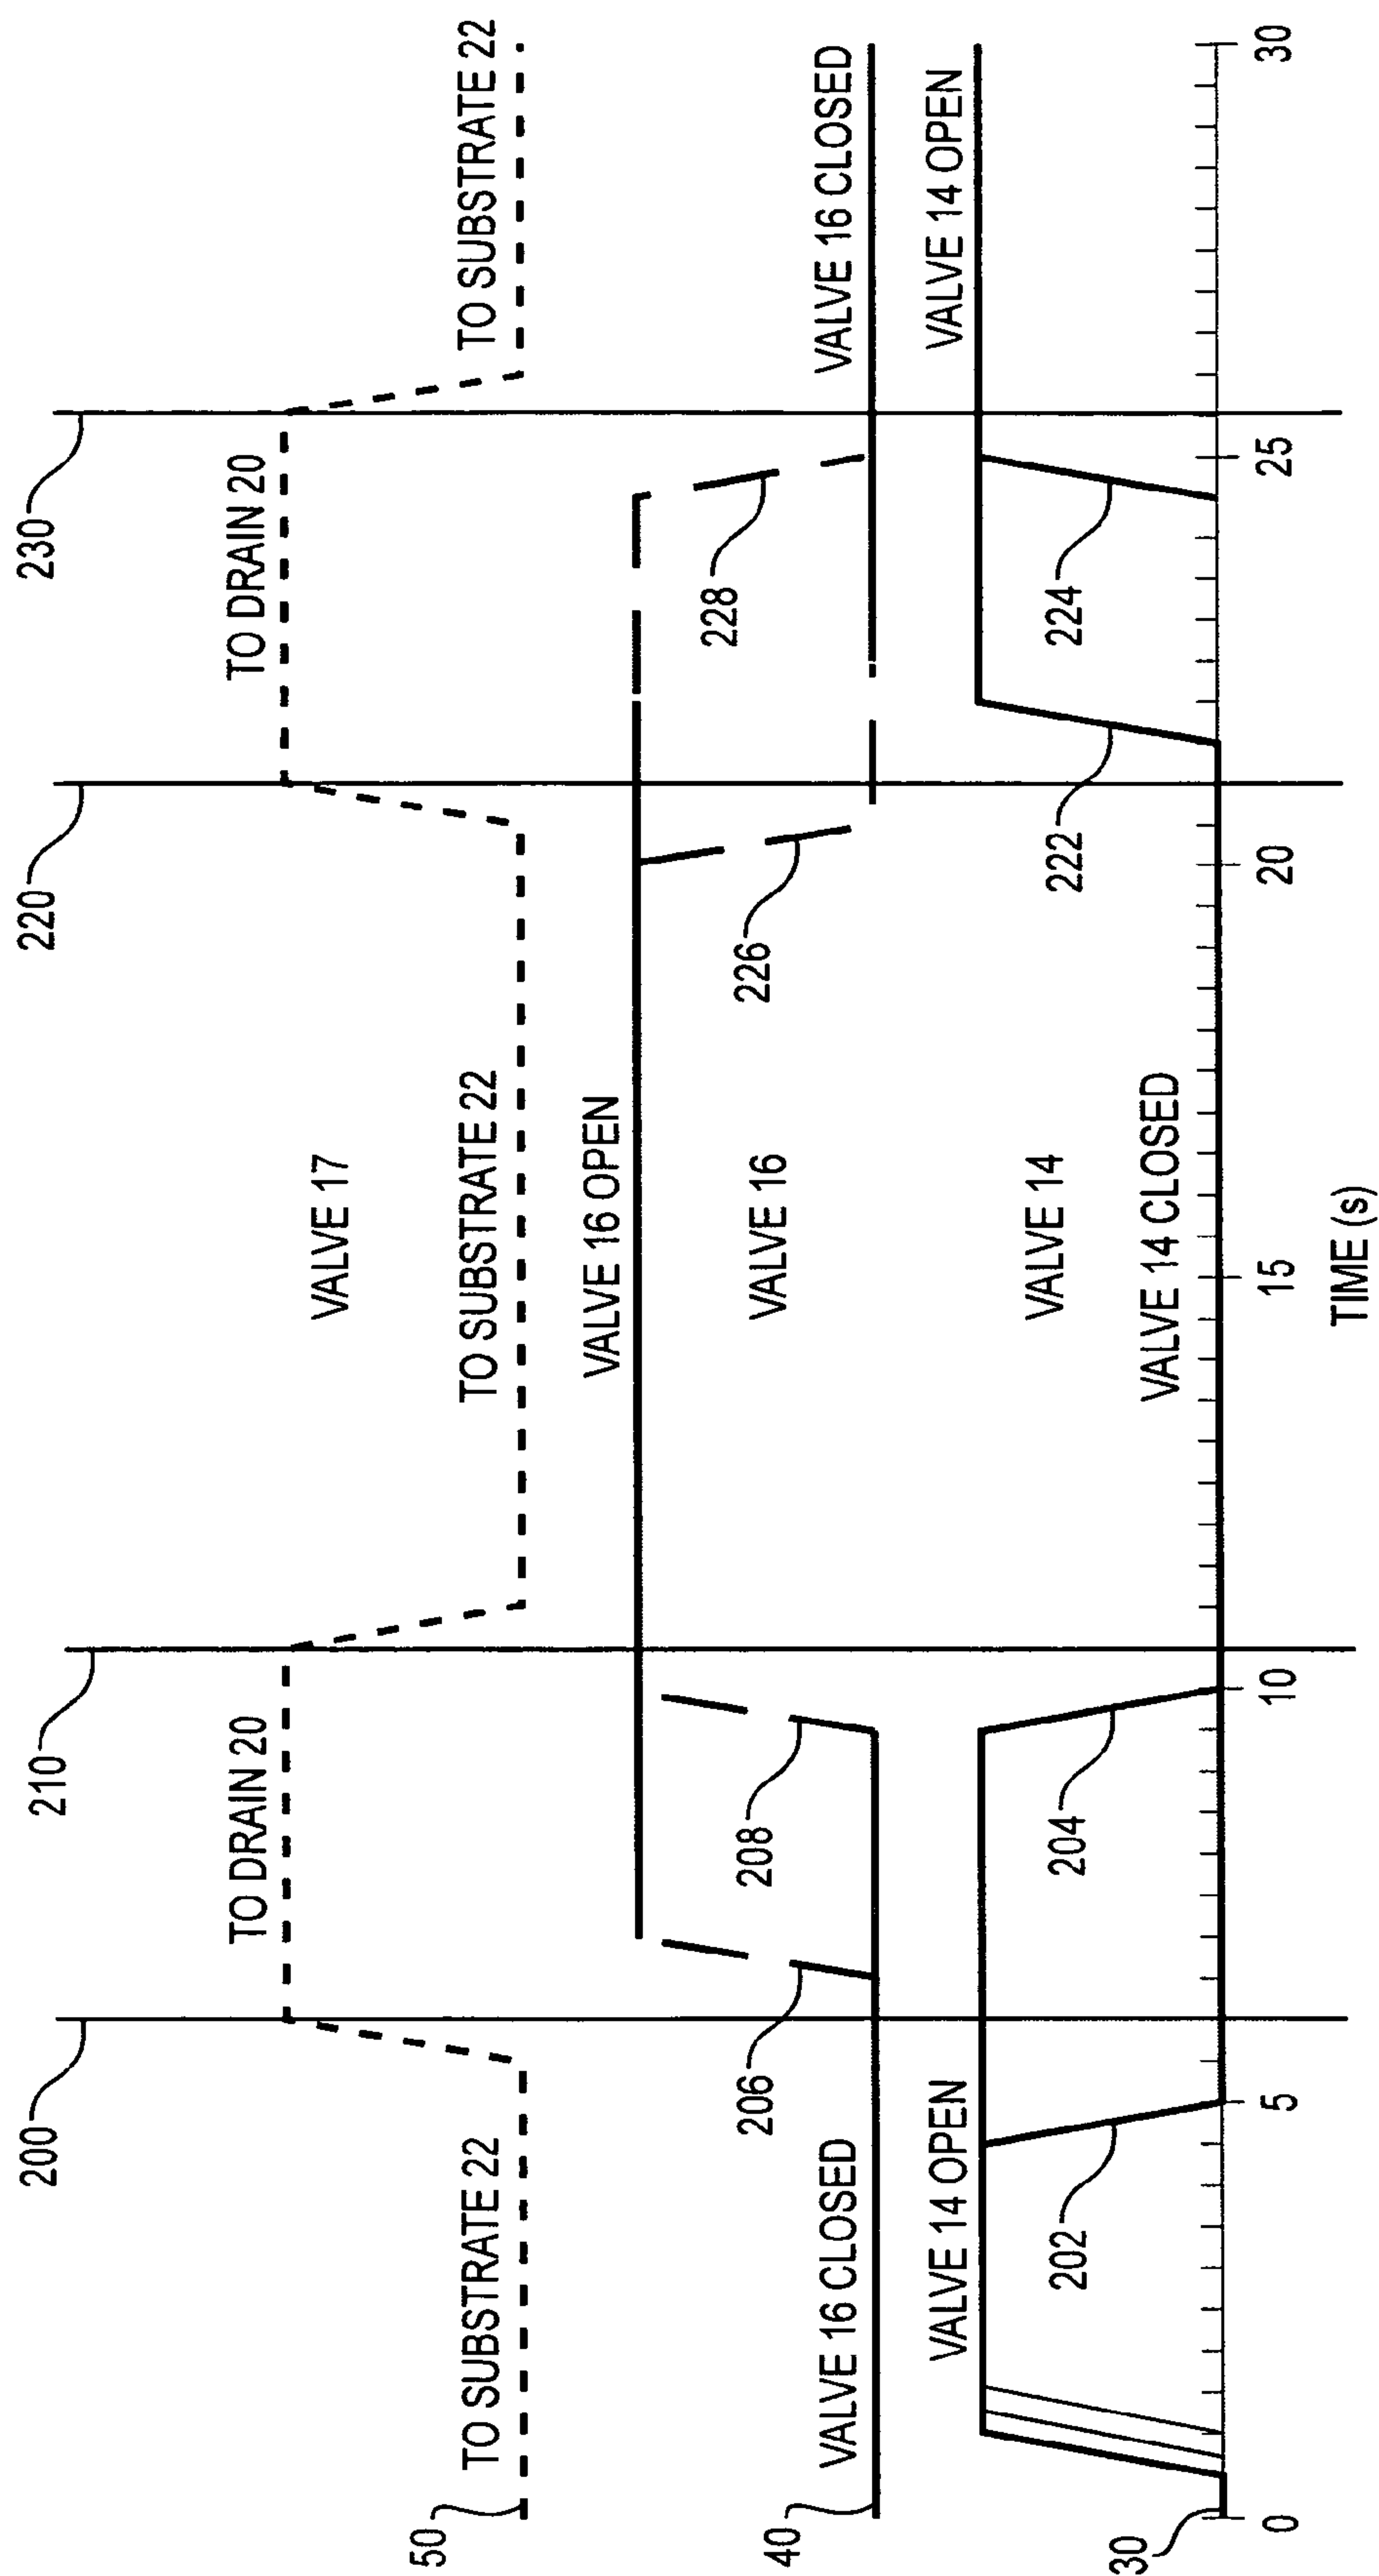 200
210
220
230
TO DRAIN 20
TO DRAIN 20
VALVE 17
50
TO SUBSTRATE 22
TO SUBSTRATE 22
TO SUBSTRATE 22
VALVE 16 OPEN
40
206
208
VALVE 16
226
228
VALVE 16 CLOSED
VALVE 16 CLOSED
VALVE 14 OPEN
VALVE 14 OPEN
202
204
VALVE 14
222
224
30
VALVE 14 CLOSED
0
5
10
15
20
25
30
TIME (s)